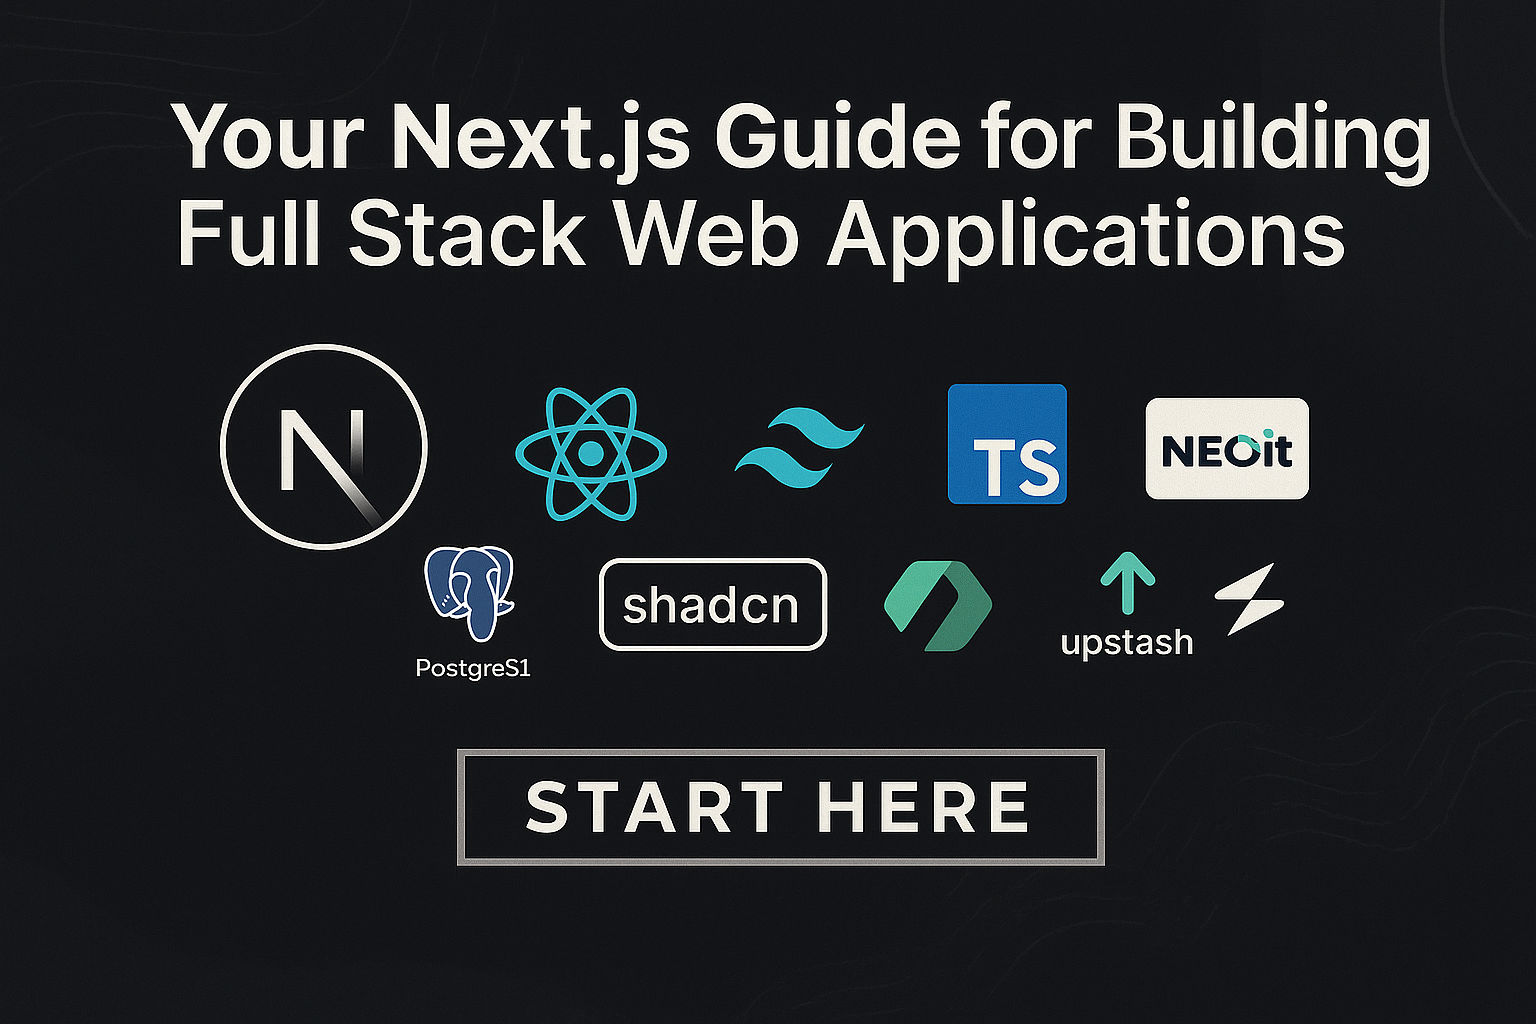 Your Next.js Guide for Building
Full Stack Web Applications
N
TS
NEOit
PostgreS1
shadcn
upstash
START HERE